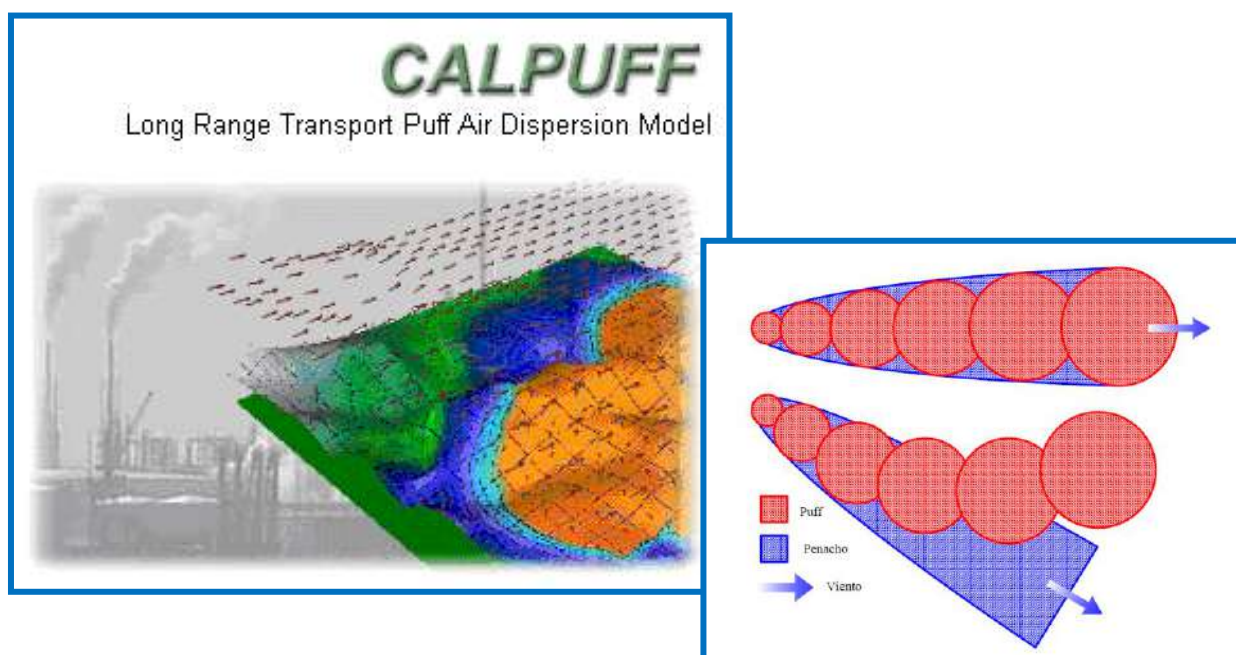 CALPUFF
Long Range Transport Puff Air Dispersion Model
Puff
Penacho
Viento